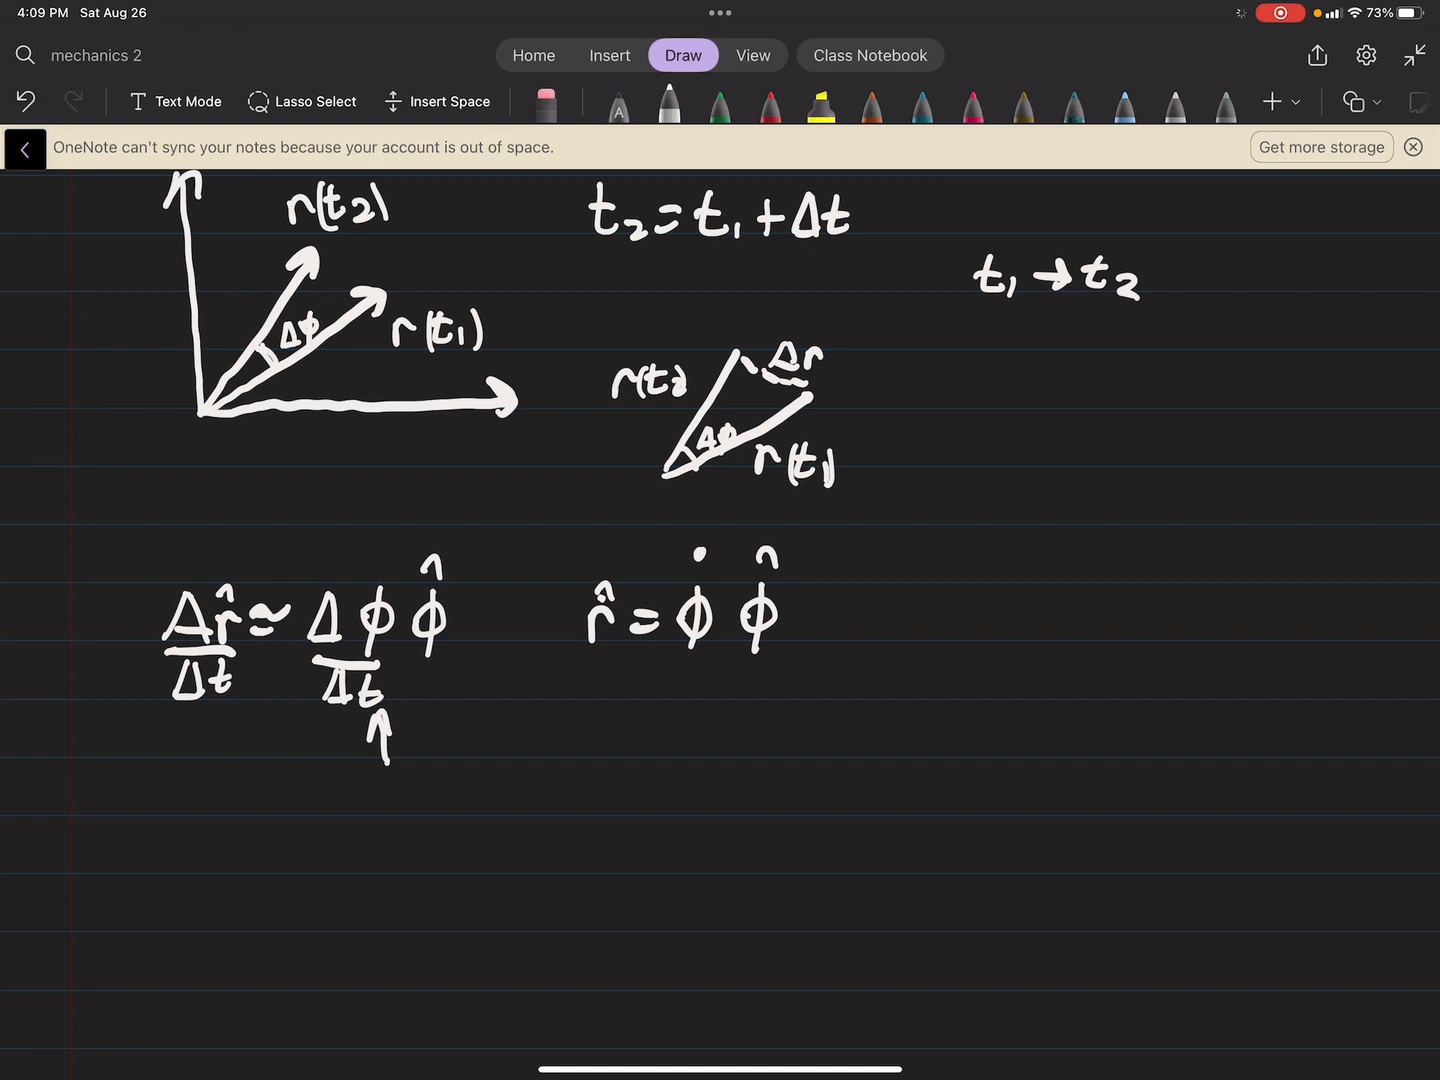 4:09 PM Sat Aug 26
73%
mechanics 2
Home Insert Draw View Class Notebook
Text Mode Lasso Select Insert Space
A
OneNote can't sync your notes because your account is out of space.
Get more storage
r(t₂)
t₂ = t₁ + Δt
t₁ → t₂
Δϕ
r(t₁)
Δr
r(t₂
Δϕ
r(t₁)
Δr̂/Δt ≃ Δϕ/Δt ϕ̂
r̂̇ = ϕ̇ ϕ̂